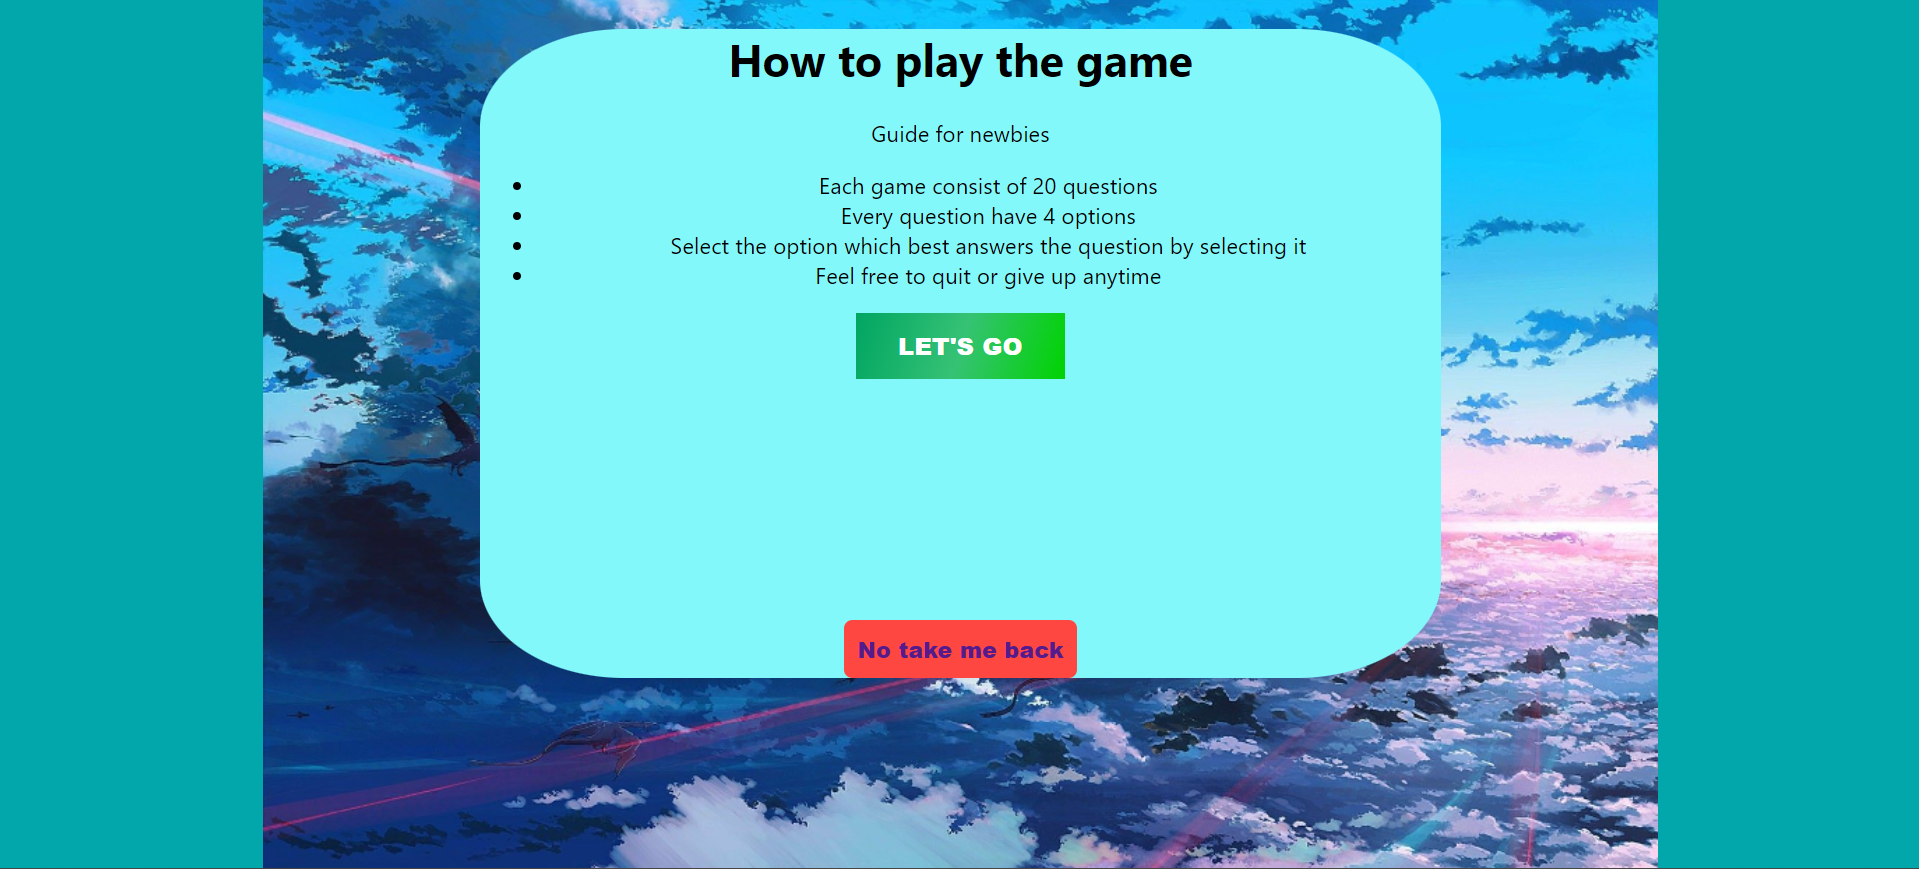 How to play the game
Guide for newbies
Each game consist of 20 questions
Every question have 4 options
Select the option which best answers the question by selecting it
Feel free to quit or give up anytime
LET'S GO
No take me back